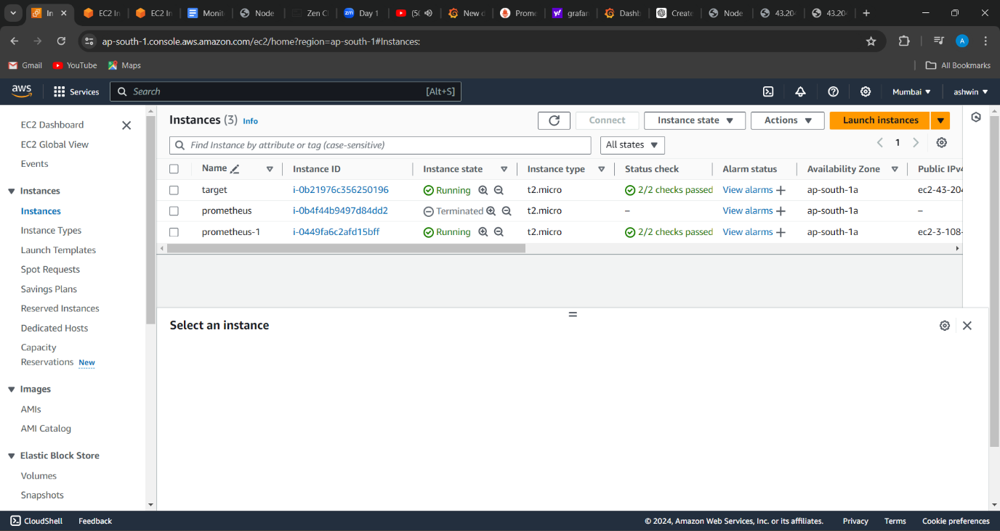 In
EC2 In
EC2 In
Monit
Node
Zen C
zm Day 1
(50
New d
Prome
yf grafar
Dashb
Create
Node
43.204
43.204
ap-south-1.console.aws.amazon.com/ec2/home?region=ap-south-1#Instances:
A
Gmail YouTube Maps All Bookmarks
aws Services Search [Alt+S] Mumbai ashwin
EC2 Dashboard
EC2 Global View
Events
Instances
Instances
Instance Types
Launch Templates
Spot Requests
Savings Plans
Reserved Instances
Dedicated Hosts
Capacity
Reservations New
Images
AMIs
AMI Catalog
Elastic Block Store
Volumes
Snapshots
Instances (3) Info Connect Instance state Actions Launch instances
Find Instance by attribute or tag (case-sensitive) All states 1
Name Instance ID Instance state Instance type Status check Alarm status Availability Zone Public IPv4
target i-0b21976c356250196 Running t2.micro 2/2 checks passed View alarms + ap-south-1a ec2-43-204
prometheus i-0b4f44b9497d84dd2 Terminated t2.micro – View alarms + ap-south-1a –
prometheus-1 i-0449fa6c2afd15bff Running t2.micro 2/2 checks passed View alarms + ap-south-1a ec2-3-108-
Select an instance
CloudShell Feedback © 2024, Amazon Web Services, Inc. or its affiliates. Privacy Terms Cookie preferences